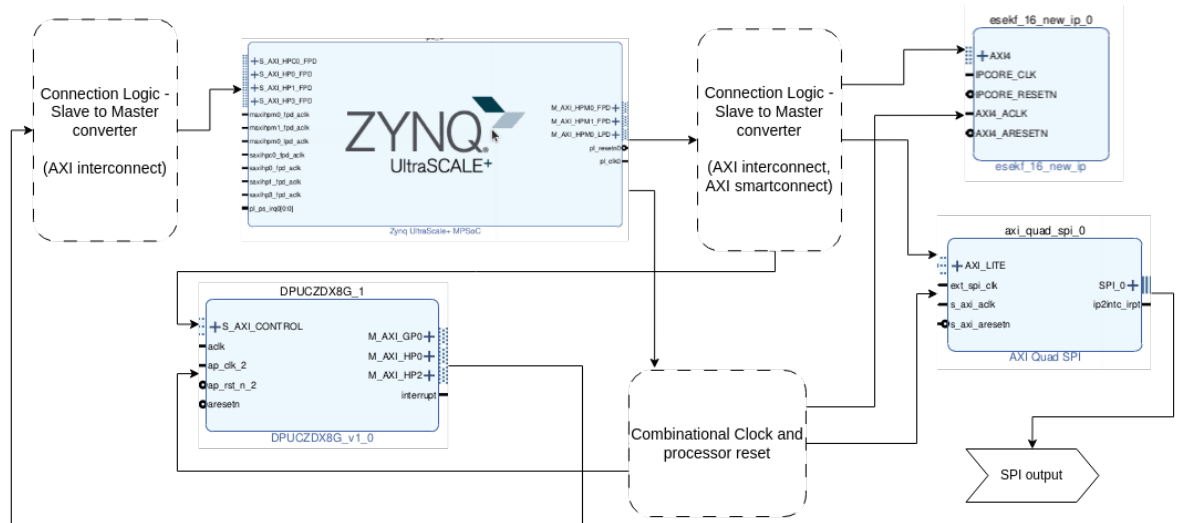 Connection Logic -
Slave to Master
converter
(AXI interconnect)
S_AXI_HPC0_FPD
S_AXI_HP0_FPD
S_AXI_HP1_FPD
S_AXI_HP3_FPD
maxihpm0_fpd_aclk
maxihpm1_fpd_aclk
maxihpm0_lpd_aclk
saxihpc0_fpd_aclk
saxihp0_fpd_aclk
saxihp1_fpd_aclk
saxihp3_fpd_aclk
pl_ps_irq0[0:0]
ZYNQ
UltraSCALE+
M_AXI_HPM0_FPD
M_AXI_HPM1_FPD
M_AXI_HPM0_LPD
pl_resetn0
pl_clk0
Zynq UltraScale+ MPSoC
Connection Logic -
Slave to Master
converter
(AXI interconnect,
AXI smartconnect)
esekf_16_new_ip_0
AXI4
IPCORE_CLK
IPCORE_RESETN
AXI4_ACLK
AXI4_ARESETN
esekf_16_new_ip
axi_quad_spi_0
AXI_LITE
ext_spi_clk
s_axi_aclk
s_axi_aresetn
SPI_0
ip2intc_irpt
AXI Quad SPI
DPUCZDX8G_1
S_AXI_CONTROL
aclk
ap_clk_2
ap_rst_n_2
aresetn
M_AXI_GP0
M_AXI_HP0
M_AXI_HP2
interrupt
DPUCZDX8G_v1_0
Combinational Clock and
processor reset
SPI output